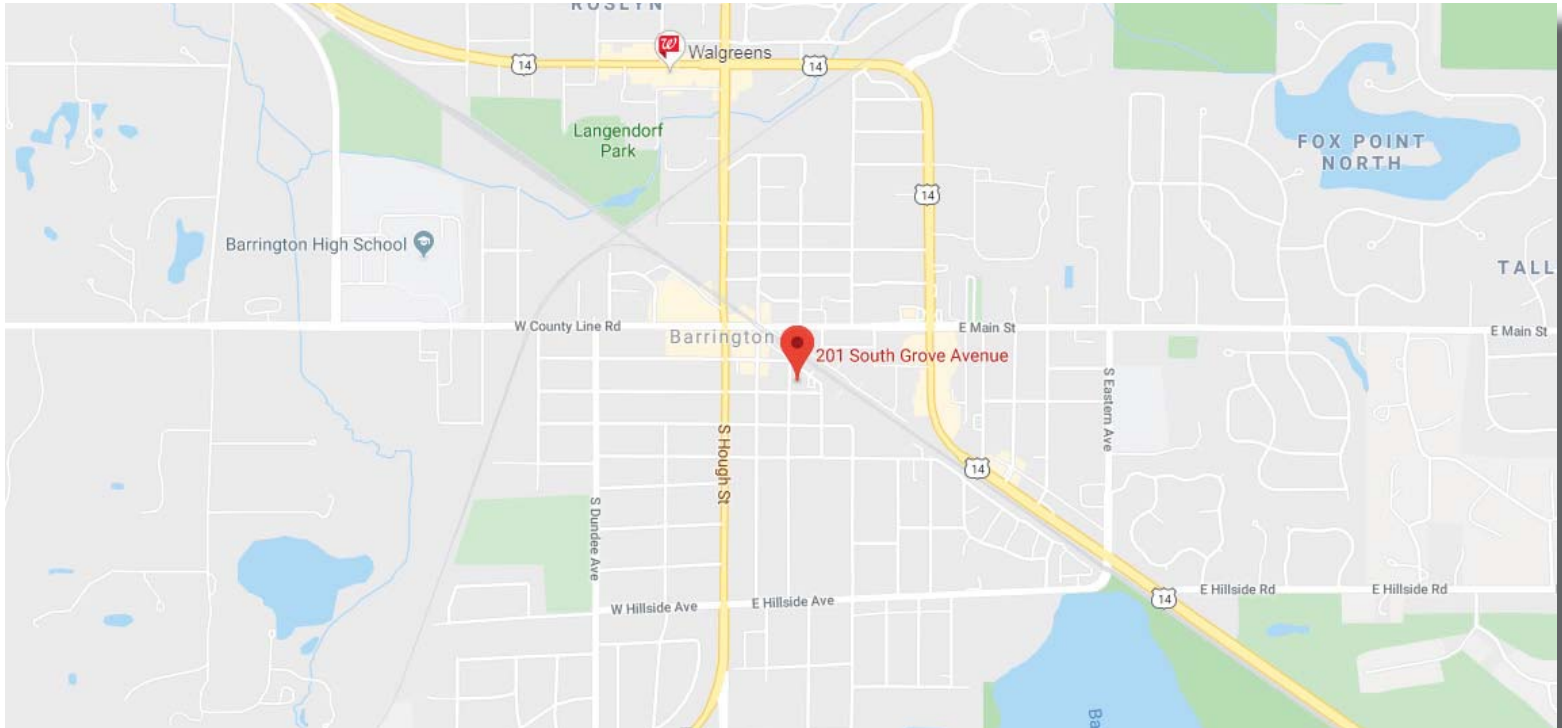 ROSLYN
Walgreens
14
14
Langendorf
Park
FOX POINT
NORTH
14
Barrington High School
TALL
W County Line Rd
E Main St
E Main St
Barrington
201 South Grove Avenue
S Eastern Ave
S Hough St
14
S Dundee Ave
E Hillside Rd
E Hillside Rd
14
W Hillside Ave
E Hillside Ave
Ba